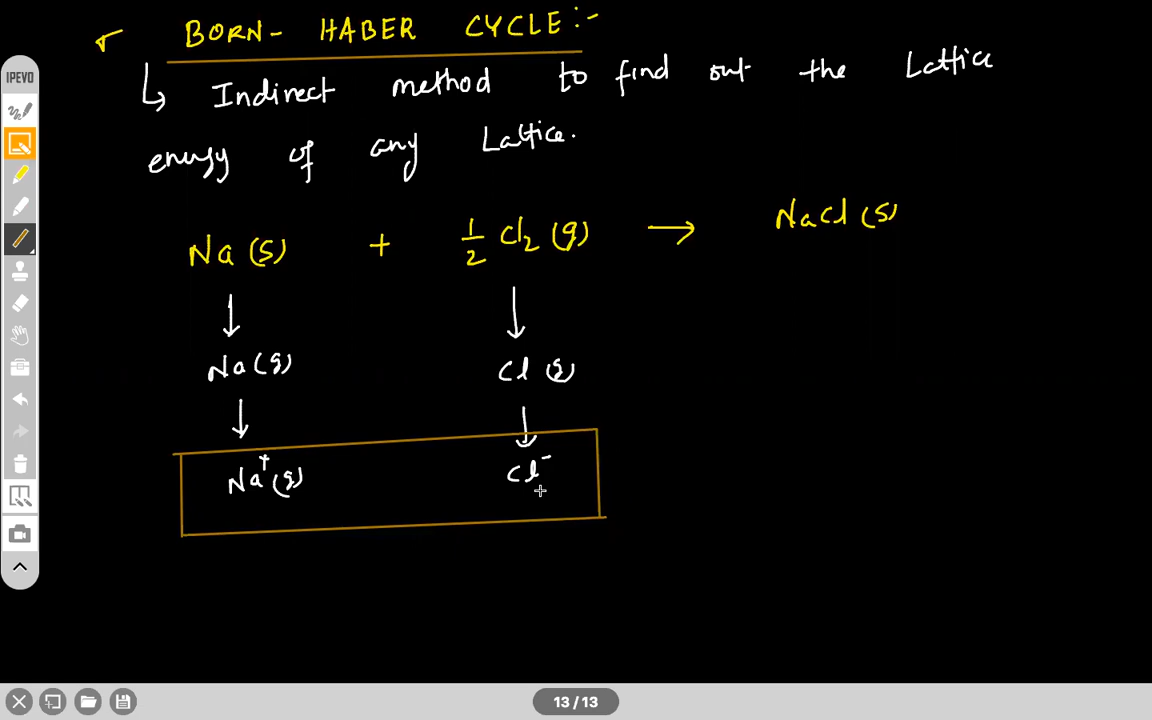 IPEVO
BORN- HABER CYCLE:-
Indirect method to find out the Lattice
energy of any Lattice.
Na(s) + 1/2 Cl₂(g) → NaCl(s)
↓ ↓
Na(g) Cl(g)
↓ ↓
Na⁺(g) Cl⁻
13/13